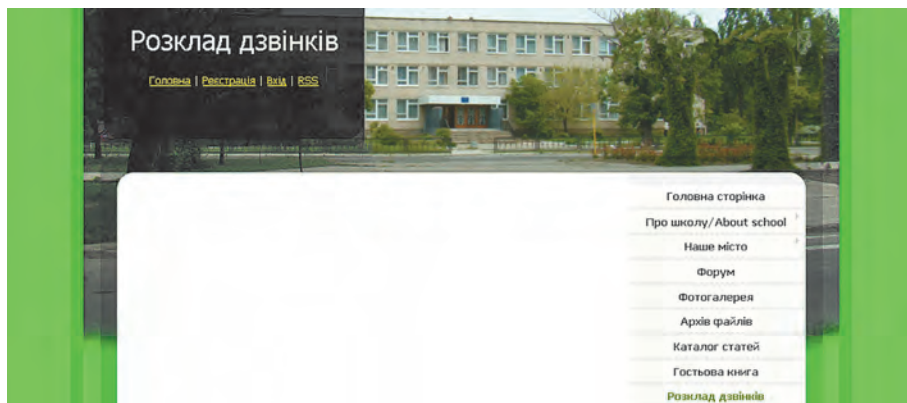 Розклад дзвінків
Головна | Реєстрація | Вхід | RSS
Головна сторінка
Про школу/About school
Наше місто
Форум
Фотогалерея
Архів файлів
Каталог статей
Гостьова книга
Розклад дзвінків